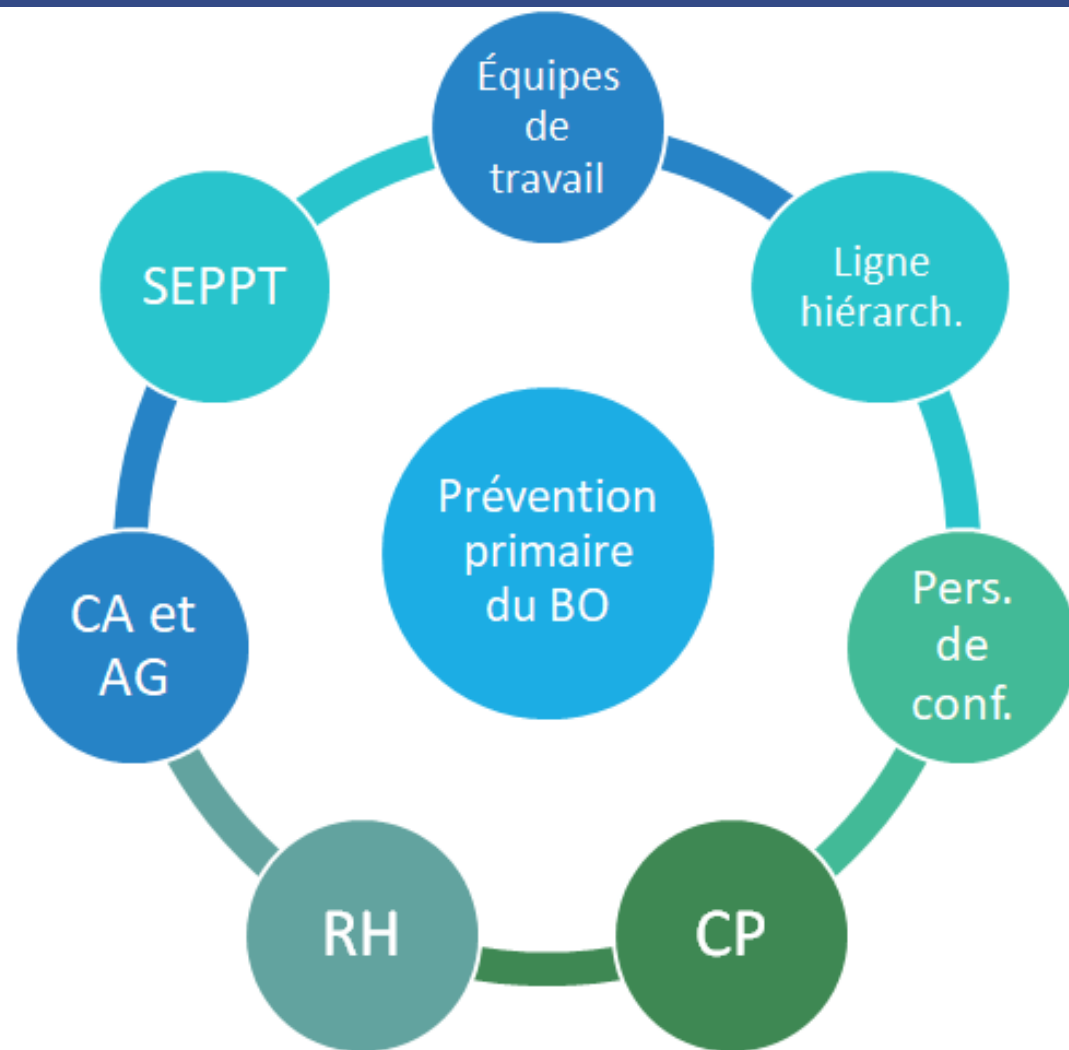 Équipes
de
travail
Ligne
hiérarch.
Pers.
de
conf.
CP
RH
CA et
AG
SEPPT
Prévention
primaire
du BO